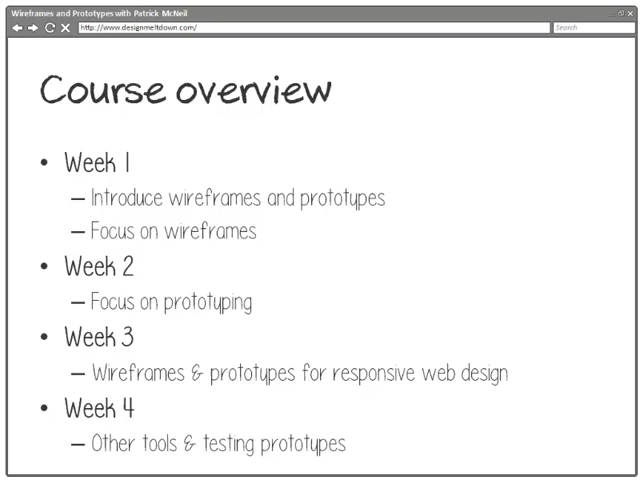 Wireframes and Prototypes with Patrick McNeil
http://www.designmeltdown.com/
Search
Course overview
• Week 1
– Introduce wireframes and prototypes
– Focus on wireframes
• Week 2
– Focus on prototyping
• Week 3
– Wireframes & prototypes for responsive web design
• Week 4
– Other tools & testing prototypes